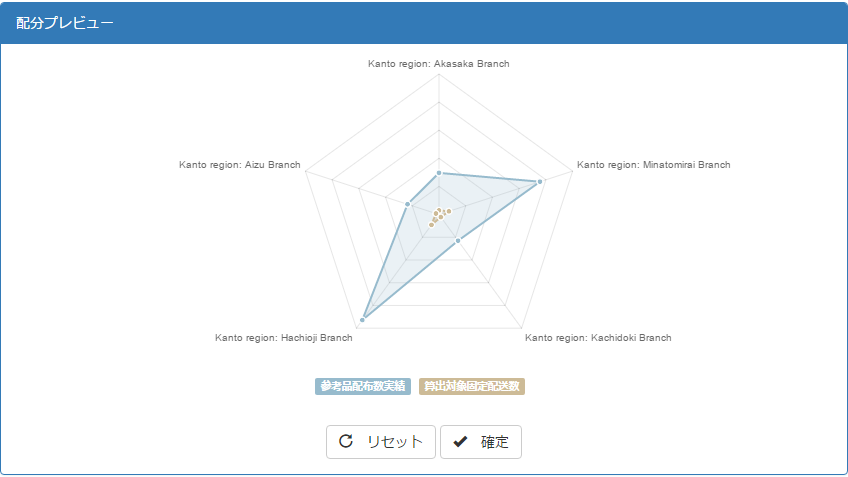 配分プレビュー
Kanto region: Akasaka Branch
Kanto region: Aizu Branch
Kanto region: Minatomirai Branch
Kanto region: Hachioji Branch
Kanto region: Kachidoki Branch
参考品配布数実績 算出対象固定配送数
リセット 確定